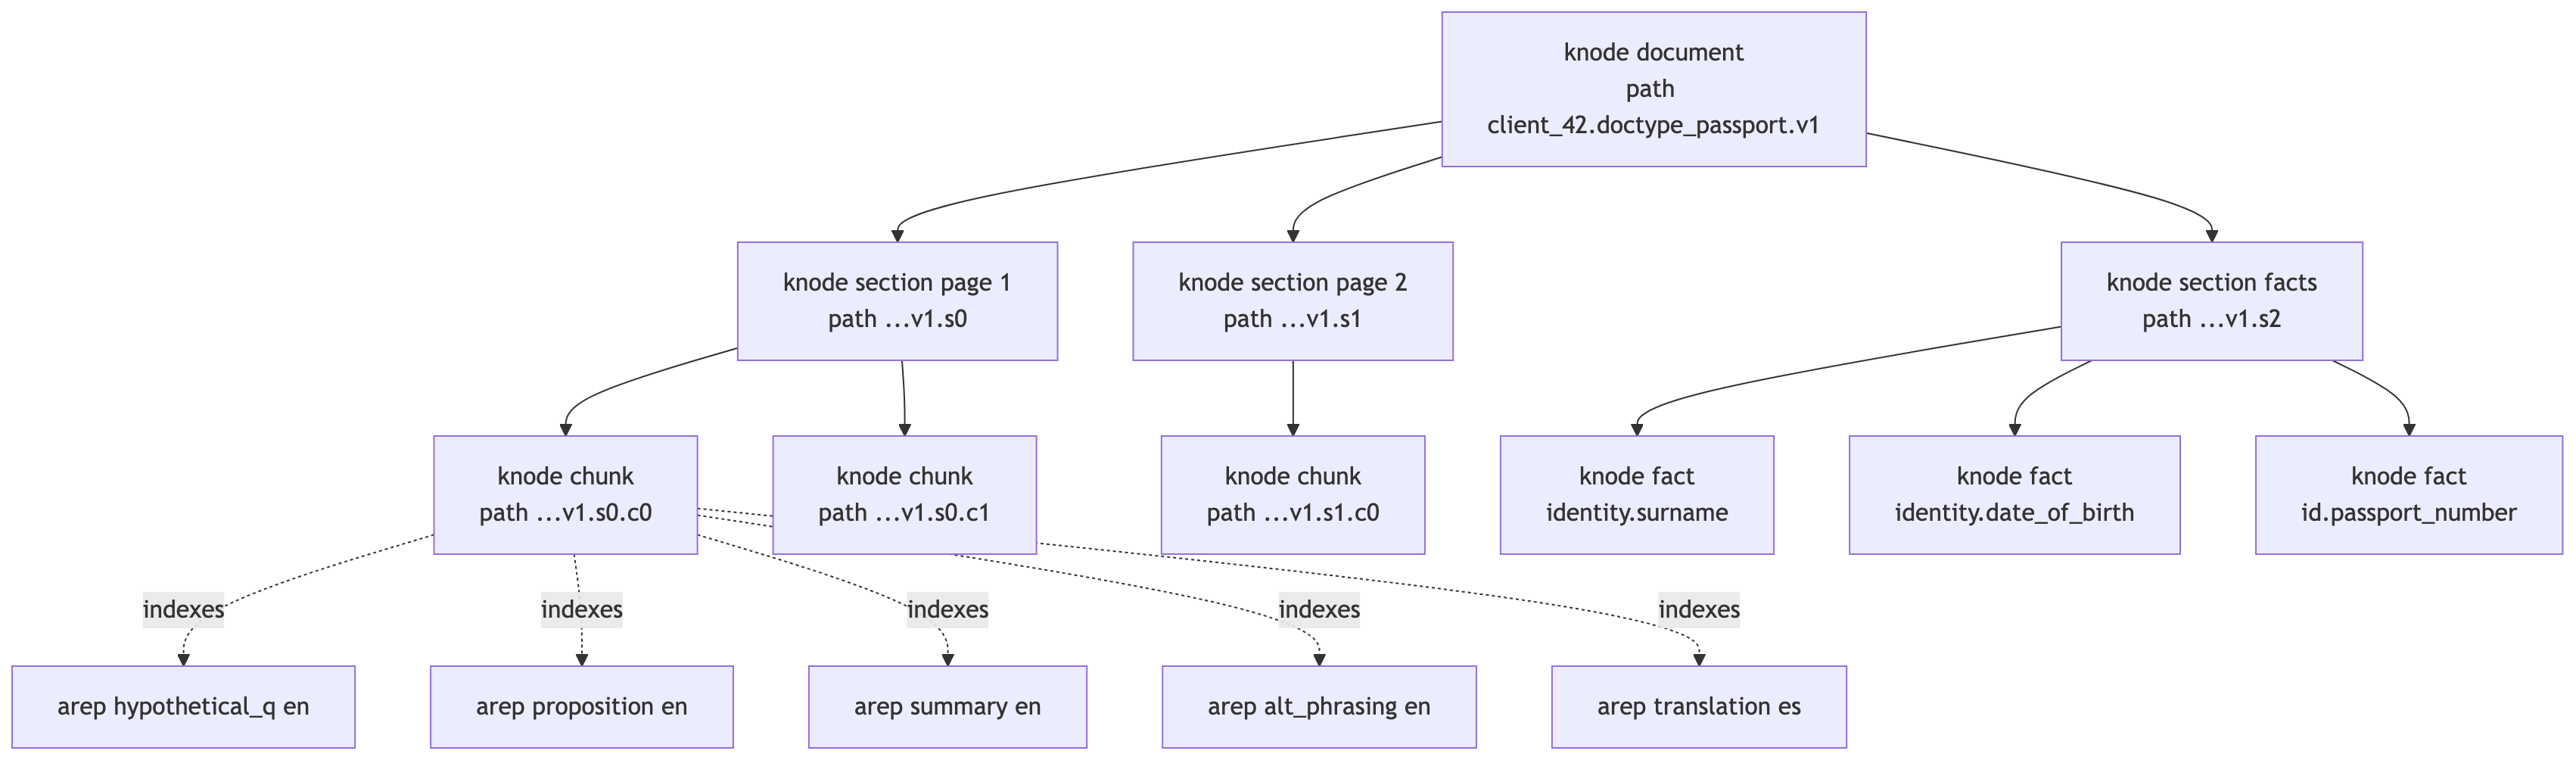 knode document
path
client_42.doctype_passport.v1
knode section page 1
path ...v1.s0
knode section page 2
path ...v1.s1
knode section facts
path ...v1.s2
knode chunk
path ...v1.s0.c0
knode chunk
path ...v1.s0.c1
knode chunk
path ...v1.s1.c0
knode fact
identity.surname
knode fact
identity.date_of_birth
knode fact
id.passport_number
indexes
indexes
indexes
indexes
indexes
arep hypothetical_q en
arep proposition en
arep summary en
arep alt_phrasing en
arep translation es